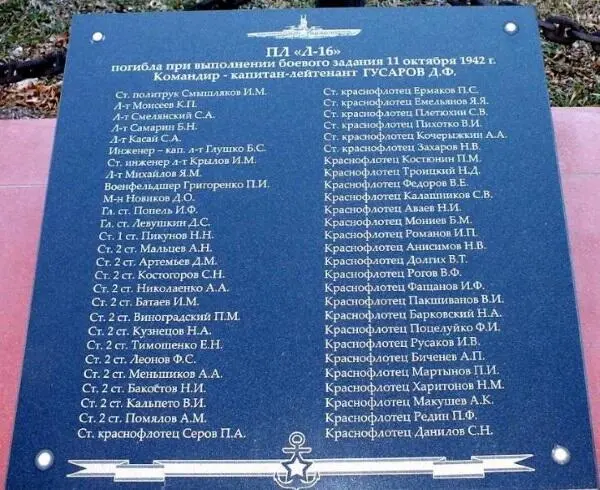 ПЛ «Л-16»
погибла при выполнении боевого задания 11 октября 1942 г.
Командир - капитан-лейтенант ГУСАРОВ Д.Ф.
Ст. политрук Смышляков И.М.
Л-т Моисеев К.П.
Л-т Смелянский С.А.
Л-т Самарин Б.Н.
Л-т Касай С.А.
Инженер – кап. л-т Глушко Б.С.
Ст. инженер л-т Крылов И.М.
Л-т Михайлов Я.М.
Военфельдшер Григоренко П.И.
М-н Новиков Д.О.
Гл. ст. Попель И.Ф.
Гл. ст. Левушкин Д.С.
Ст. 1 ст. Пикунов Н.Н.
Ст. 2 ст. Мальцев А.Н.
Ст. 2 ст. Артемьев Д.М.
Ст. 2 ст. Костогоров С.Н.
Ст. 2 ст. Николаенко А.А.
Ст. 2 ст. Батаев И.М.
Ст. 2 ст. Виноградский П.М.
Ст. 2 ст. Кузнецов Н.А.
Ст. 2 ст. Тимошенко Е.Н.
Ст. 2 ст. Леонов Ф.С.
Ст. 2 ст. Меньшиков А.А.
Ст. 2 ст. Бакостов Н.И.
Ст. 2 ст. Кальпето В.И.
Ст. 2 ст. Помялов А.М.
Ст. краснофлотец Серов П.А.
Ст. краснофлотец Ермаков П.С.
Ст. краснофлотец Емельянов Я.Я.
Ст. краснофлотец Плетюхин С.В.
Ст. краснофлотец Пихотко В.И.
Ст. краснофлотец Кочерыжкин А.А.
Ст. краснофлотец Захаров Н.В.
Краснофлотец Костюнин П.М.
Краснофлотец Троицкий Н.Д.
Краснофлотец Федоров В.Е.
Краснофлотец Калашников С.В.
Краснофлотец Аваев Н.И.
Краснофлотец Мониев Б.М.
Краснофлотец Романов И.П.
Краснофлотец Анисимов Н.В.
Краснофлотец Долгих В.Т.
Краснофлотец Рогов В.Ф.
Краснофлотец Фащанов И.Ф.
Краснофлотец Пакшиванов В.И.
Краснофлотец Барковский Н.А.
Краснофлотец Поцелуйко Ф.И.
Краснофлотец Русаков И.В.
Краснофлотец Биченев А.П.
Краснофлотец Мартынов П.И.
Краснофлотец Харитонов Н.М.
Краснофлотец Макушев А.К.
Краснофлотец Редин П.Ф.
Краснофлотец Данилов С.Н.